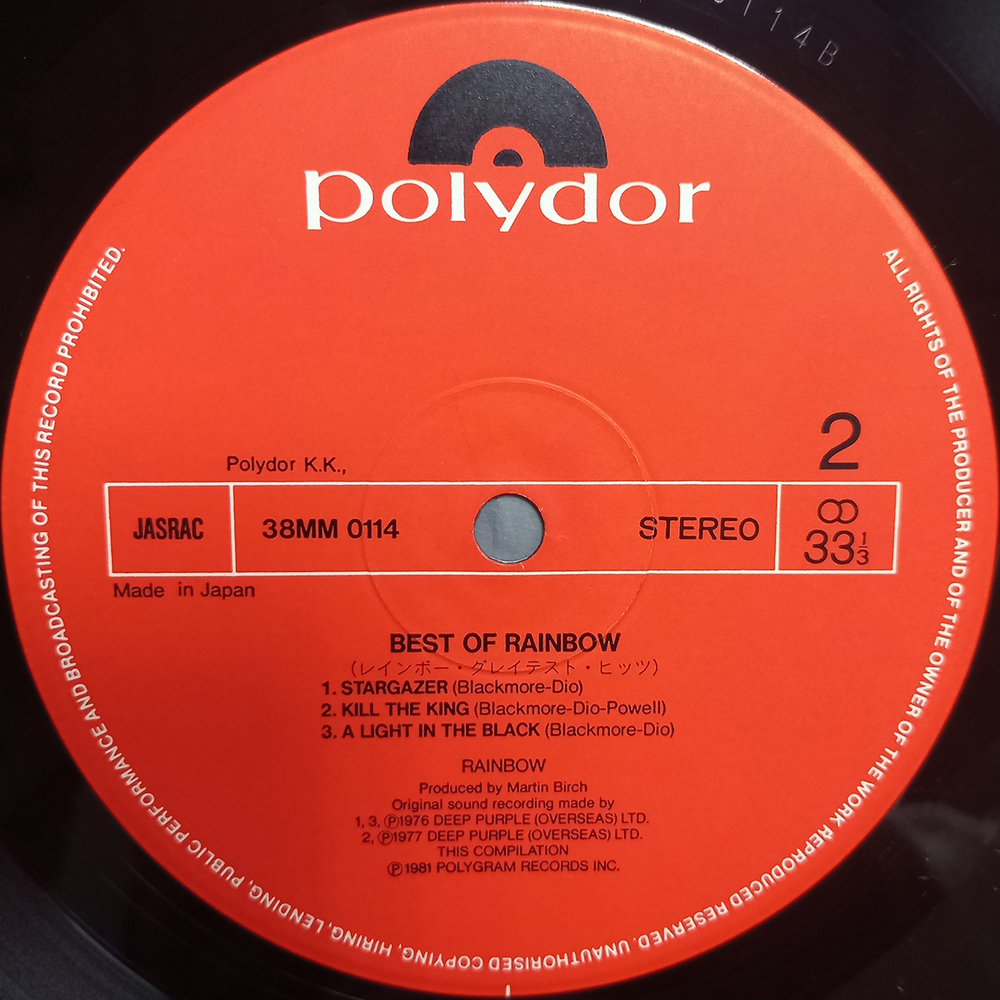 114B
polydor
ALL RIGHTS OF THE PRODUCER AND OF THE OWNER OF THE WORK REPRODUCED RESERVED. UNAUTHORISED COPYING, HIRING, LENDING, PUBLIC PERFORMANCE AND BROADCASTING OF THIS RECORD PROHIBITED.
2
Polydor K.K.,
JASRAC 38MM 0114 STEREO 33 1/3
Made in Japan
BEST OF RAINBOW
(レインボー・グレイテスト・ヒッツ)
1. STARGAZER (Blackmore-Dio)
2. KILL THE KING (Blackmore-Dio-Powell)
3. A LIGHT IN THE BLACK (Blackmore-Dio)
RAINBOW
Produced by Martin Birch
Original sound recording made by
1, 3, ℗1976 DEEP PURPLE (OVERSEAS) LTD.
2, ℗1977 DEEP PURPLE (OVERSEAS) LTD.
THIS COMPILATION
℗1981 POLYGRAM RECORDS INC.